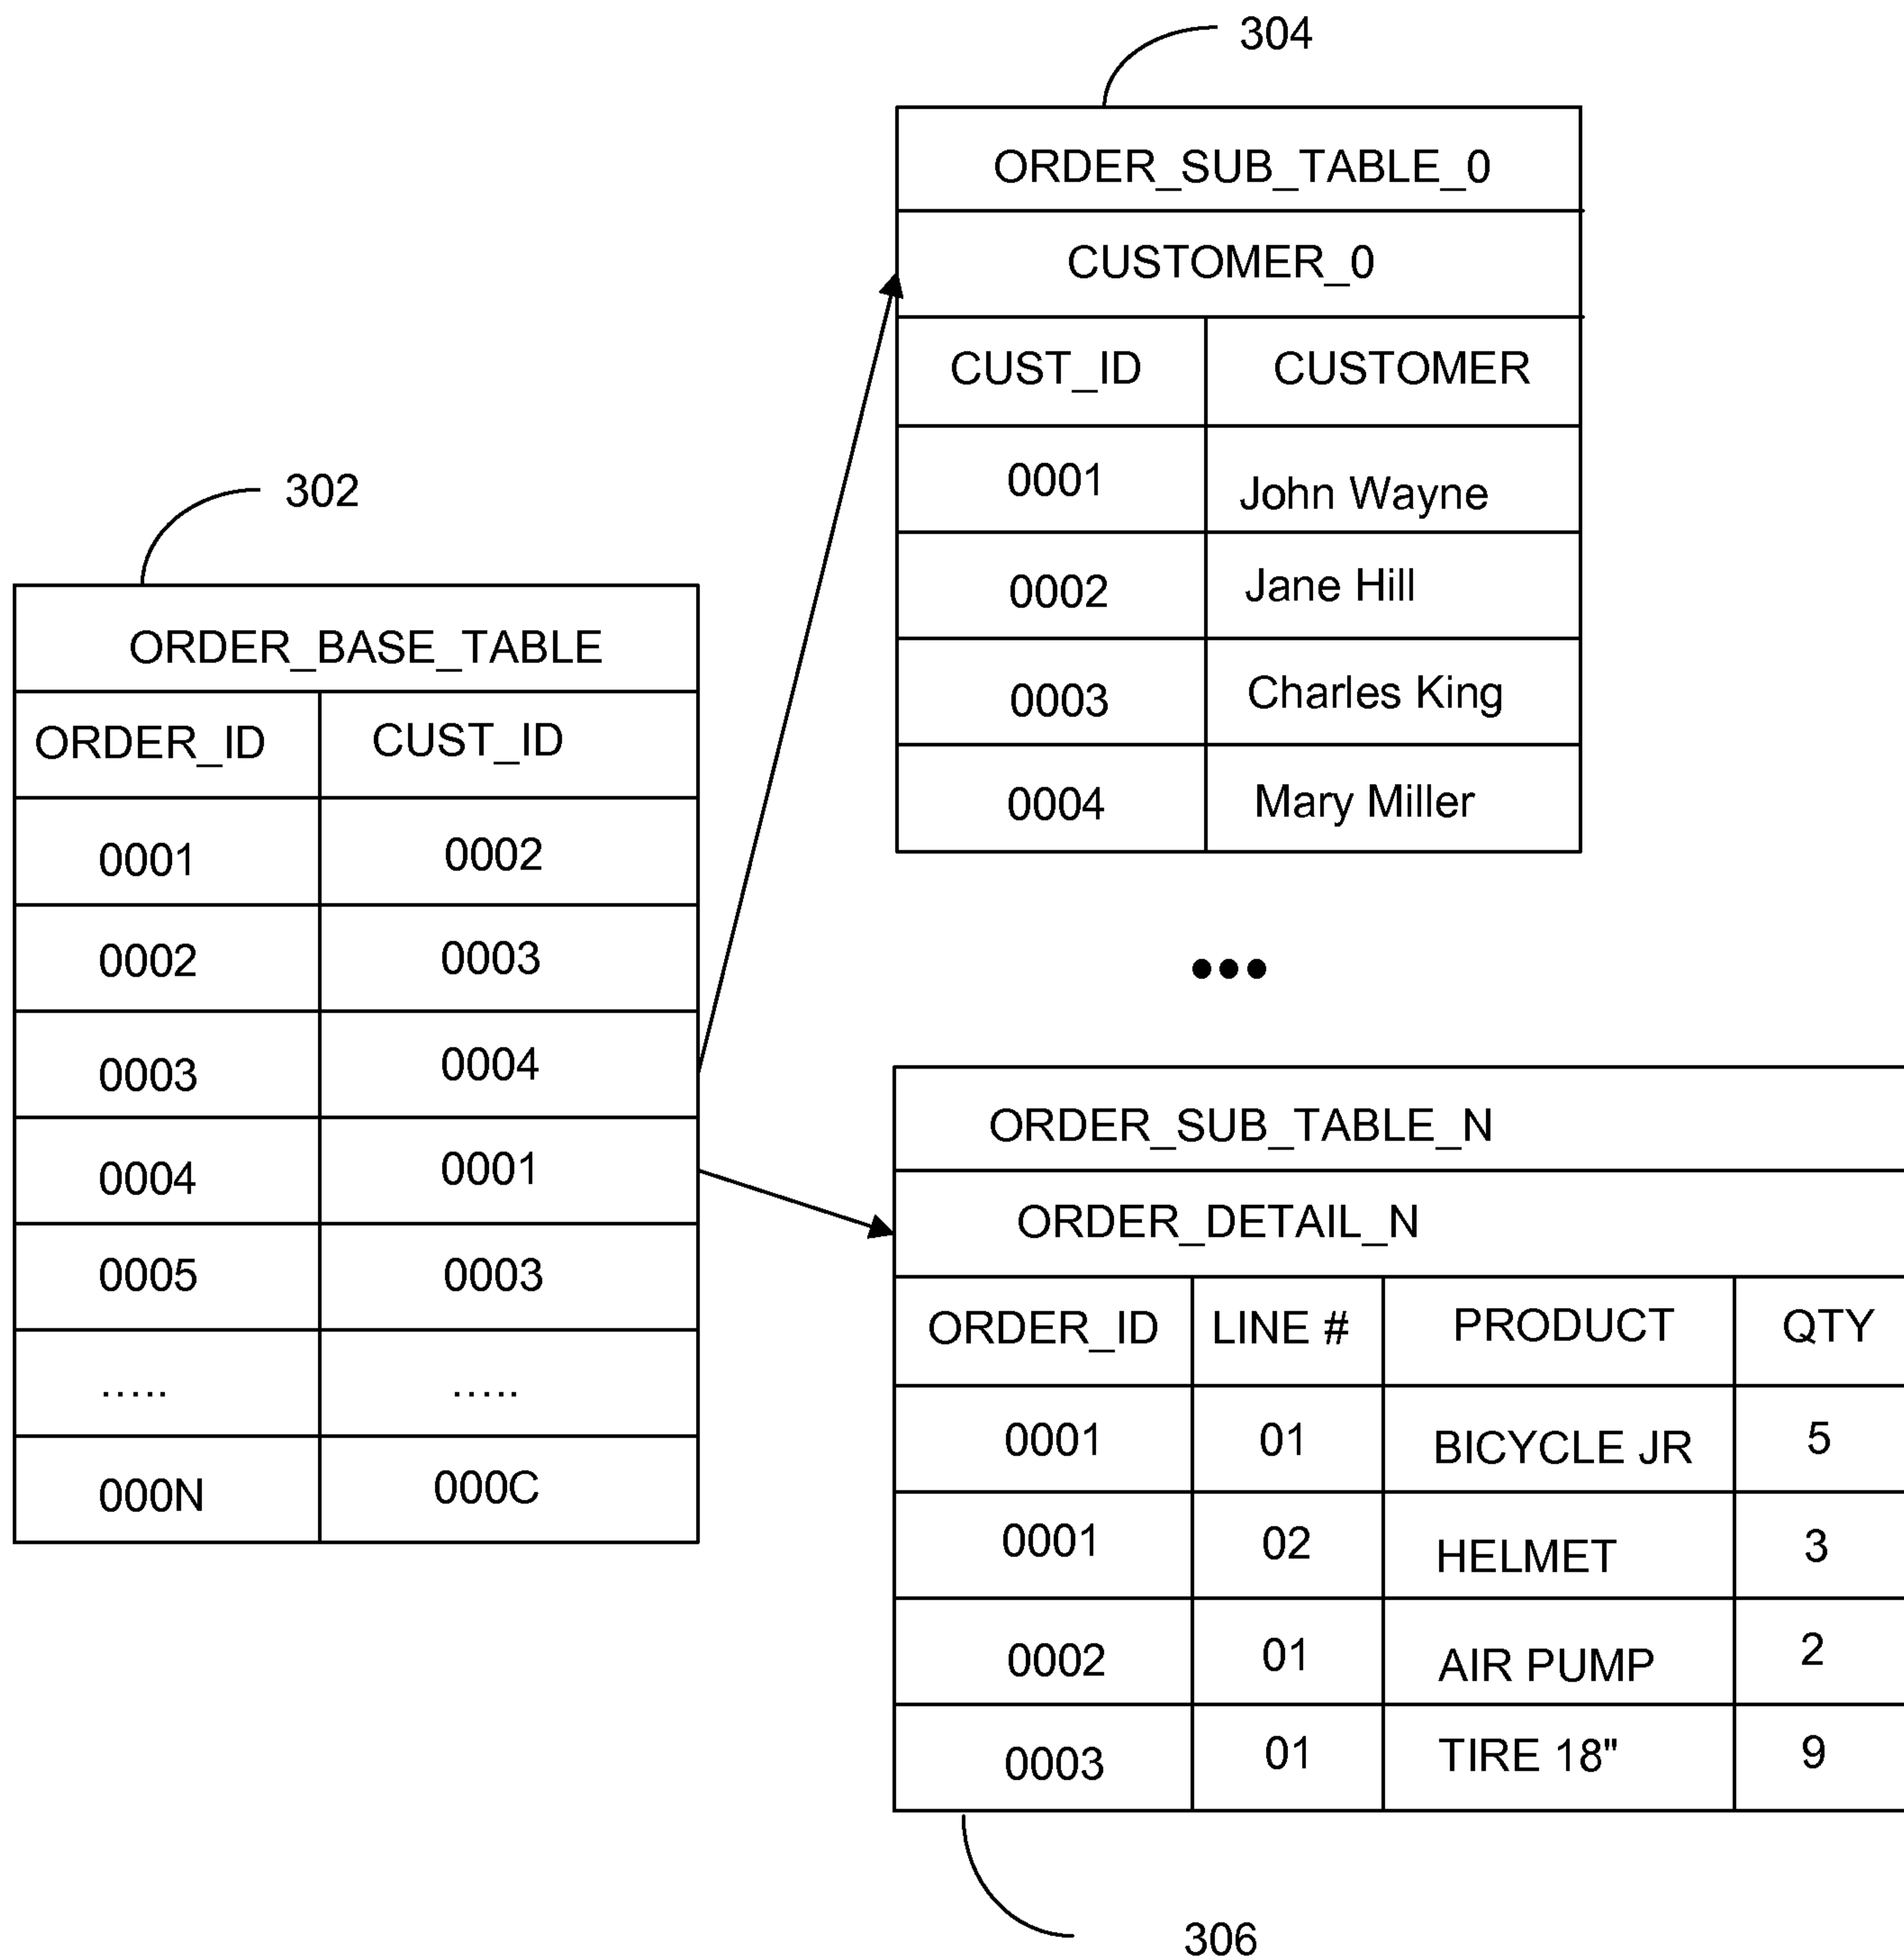 304
ORDER_SUB_TABLE_0
CUSTOMER_0
CUST_ID CUSTOMER
0001 John Wayne
0002 Jane Hill
0003 Charles King
0004 Mary Miller
302
ORDER_BASE_TABLE
ORDER_ID CUST_ID
0001 0002
0002 0003
0003 0004
0004 0001
0005 0003
..... .....
000N 000C
•••
ORDER_SUB_TABLE_N
ORDER_DETAIL_N
ORDER_ID LINE # PRODUCT QTY
0001 01 BICYCLE JR 5
0001 02 HELMET 3
0002 01 AIR PUMP 2
0003 01 TIRE 18" 9
306